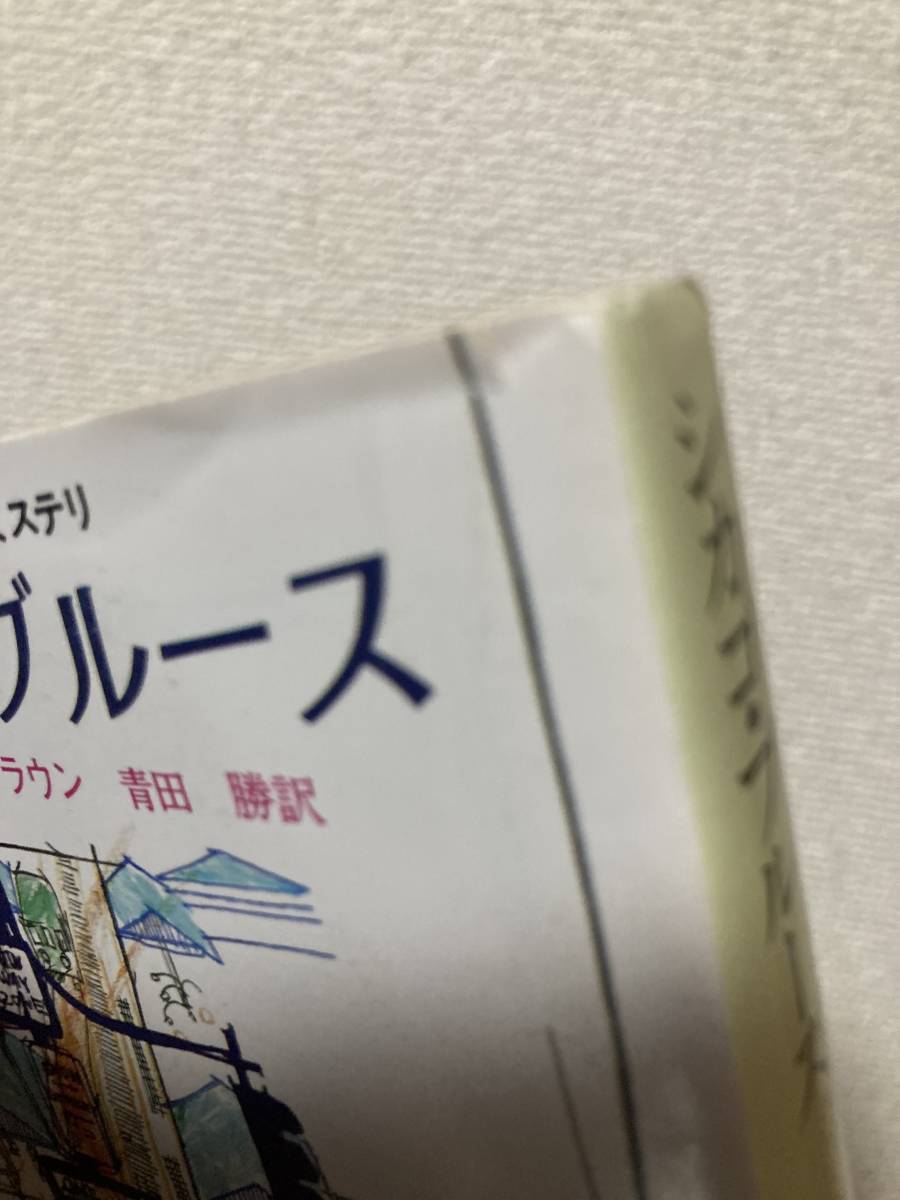 ミステリ
ブルース
ラウン 青田 勝訳
シカゴ・ブルース